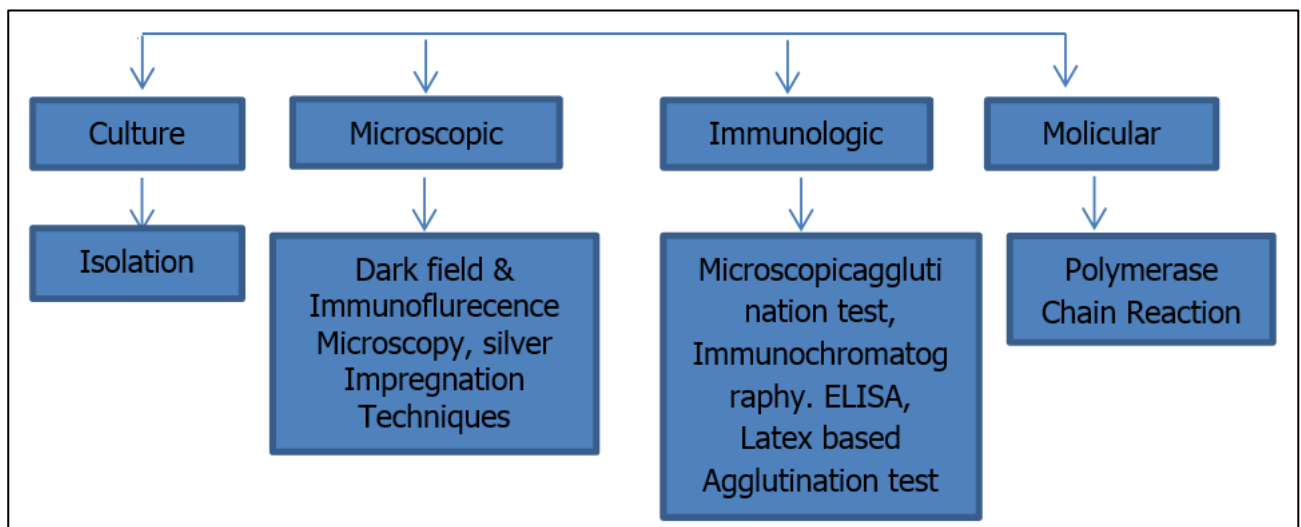 Culture
Microscopic
Immunologic
Molicular
Isolation
Dark field &
Immunoflurecence
Microscopy, silver
Impregnation
Techniques
Microscopicaggluti
nation test,
Immunochromatog
raphy. ELISA,
Latex based
Agglutination test
Polymerase
Chain Reaction